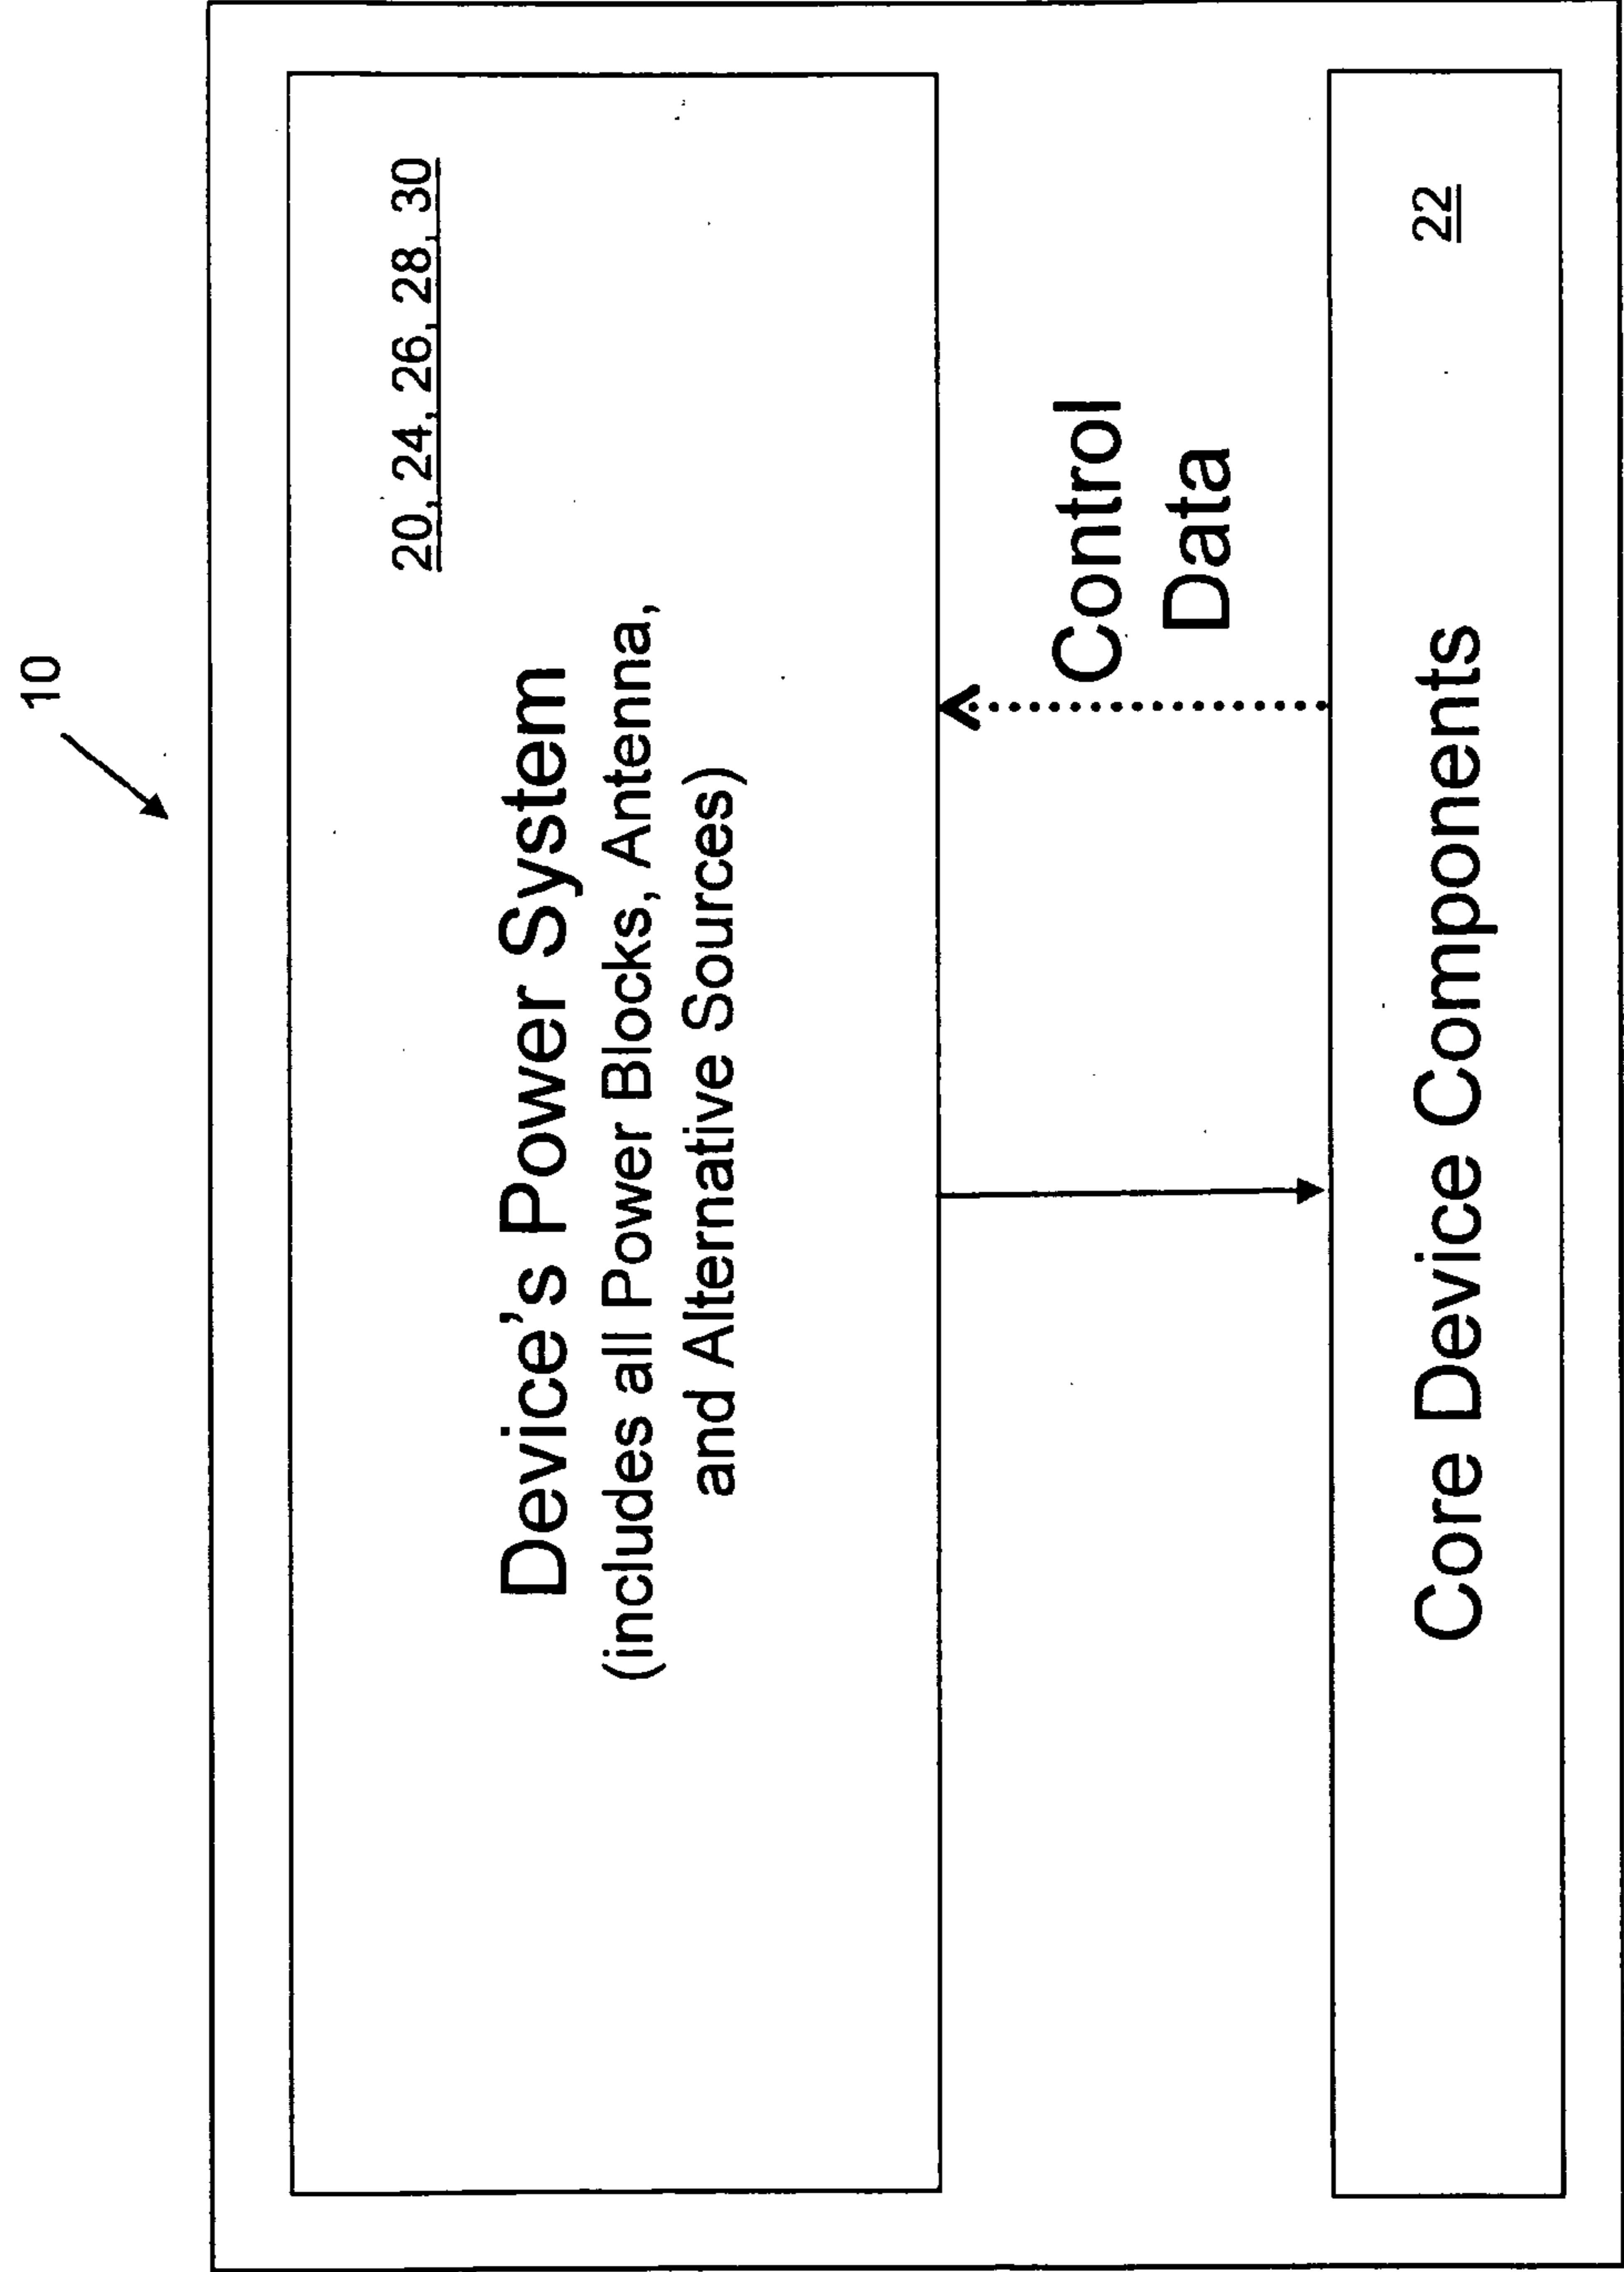 10
20, 24, 26, 28, 30
Device's Power System
(includes all Power Blocks, Antenna,
and Alternative Sources)
Control
Data
Core Device Components
22